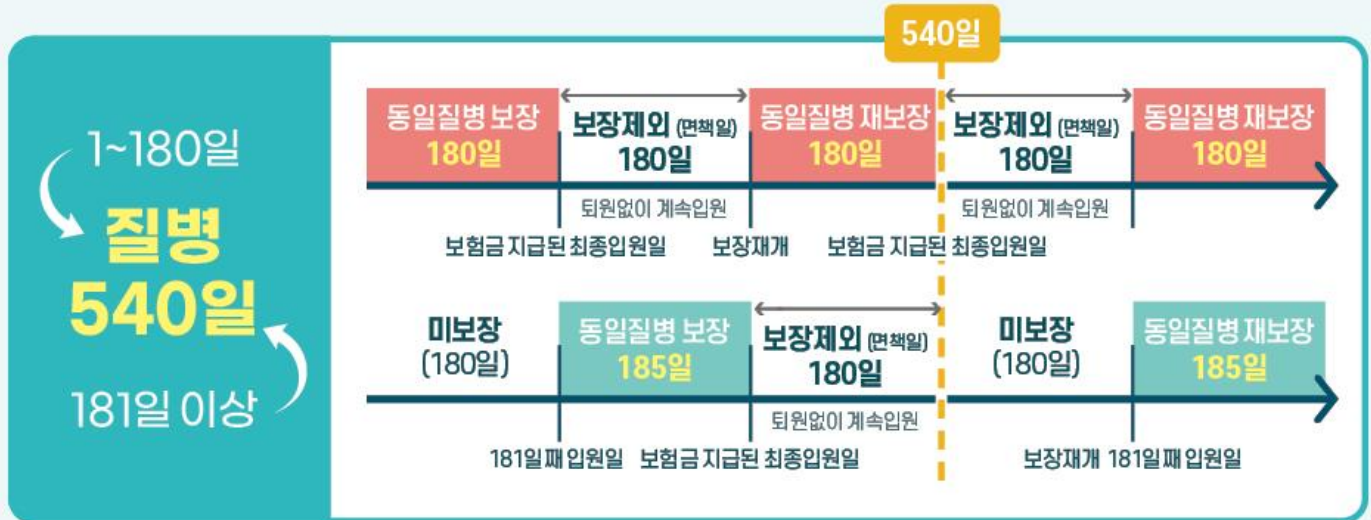 540일
1~180일
질병
540일
181일 이상
동일질병 보장
180일
보장제외 (면책일)
180일
동일질병 재보장
180일
보장제외 (면책일)
180일
동일질병 재보장
180일
퇴원없이 계속입원
퇴원없이 계속입원
보험금 지급된 최종입원일
보장재개
보험금 지급된 최종입원일
미보장
(180일)
동일질병 보장
185일
보장제외 (면책일)
180일
미보장
(180일)
동일질병 재보장
185일
퇴원없이 계속입원
181일째 입원일
보험금 지급된 최종입원일
보장재개 181일째 입원일